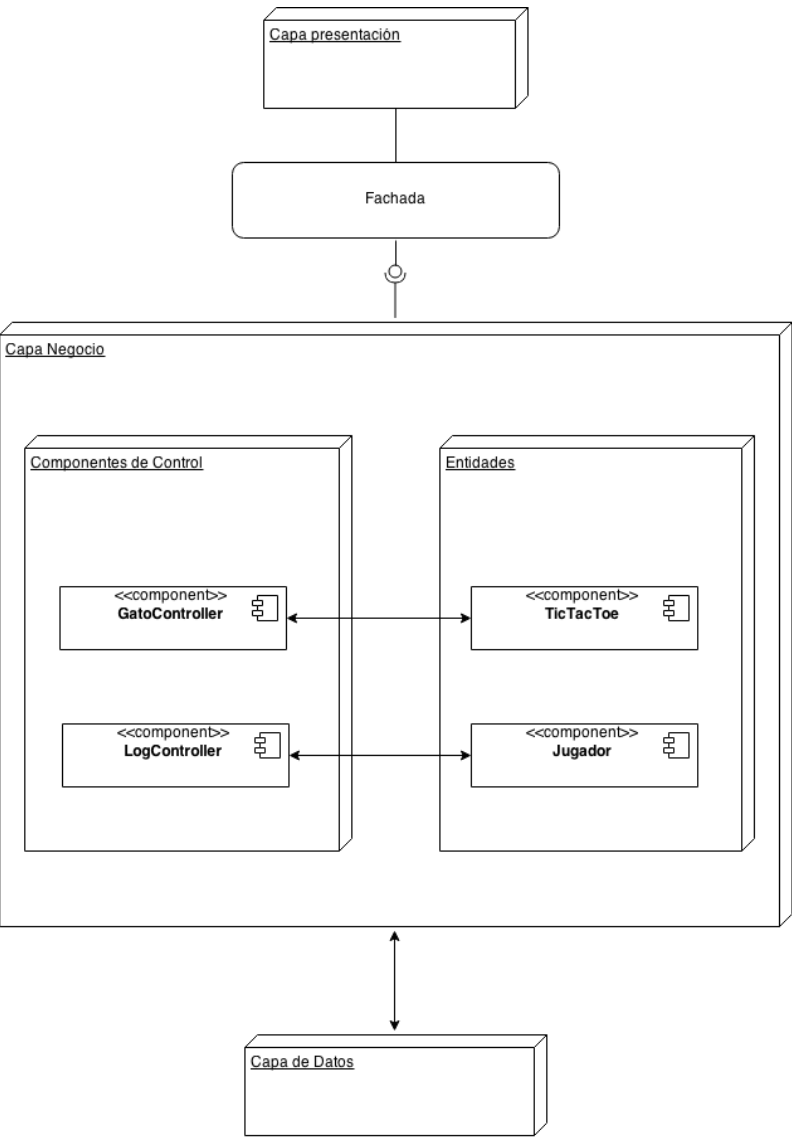 Capa presentación
Fachada
Capa Negocio
Componentes de Control
Entidades
<<component>>
GatoController
<<component>>
TicTacToe
<<component>>
LogController
<<component>>
Jugador
Capa de Datos